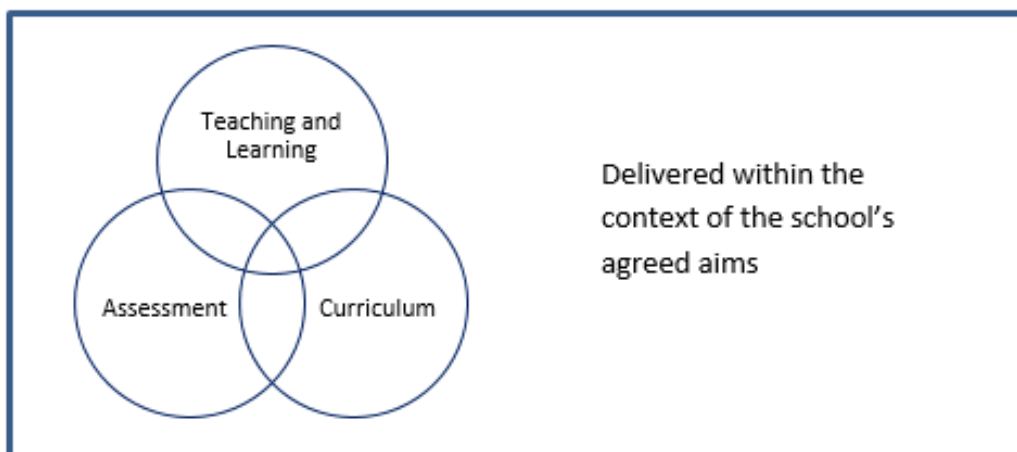 Teaching and
Learning
Assessment
Curriculum
Delivered within the
context of the school’s
agreed aims